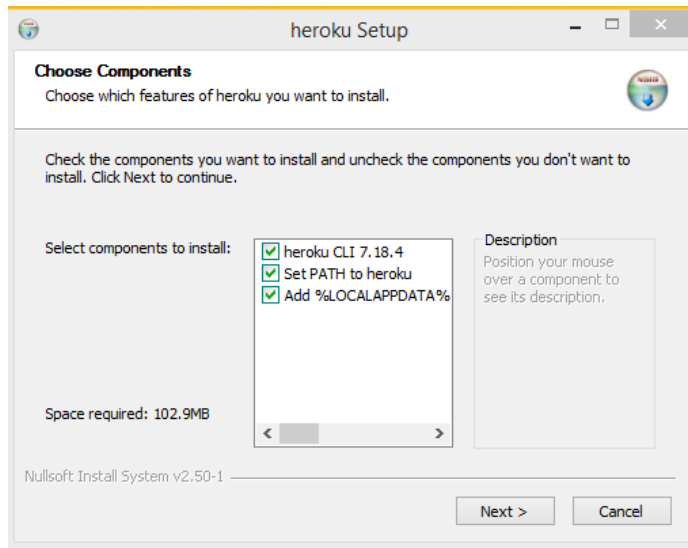 heroku Setup
Choose Components
Choose which features of heroku you want to install.
Check the components you want to install and uncheck the components you don't want to
install. Click Next to continue.
Select components to install:
heroku CLI 7.18.4
Set PATH to heroku
Add %LOCALAPPDATA%
Description
Position your mouse
over a component to
see its description.
Space required: 102.9MB
Nullsoft Install System v2.50-1
Next >
Cancel